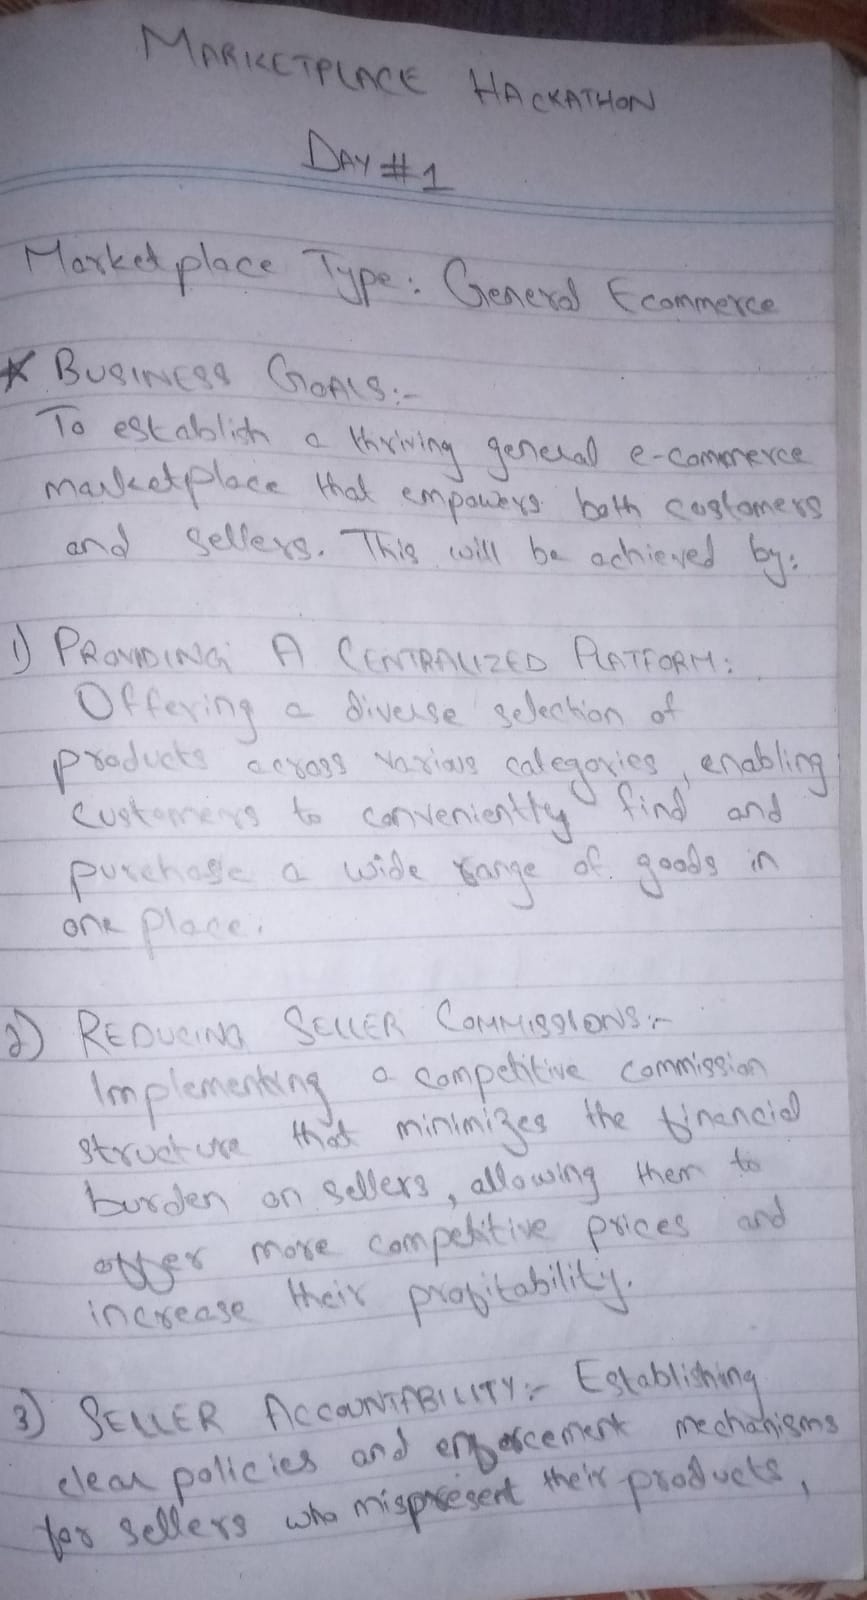 MARKETPLACE HACKATHON
DAY #1
Marketplace Type: General Ecommerce
* BUSINESS GOALS:-
To establish a thriving general e-commerce
marketplace that empowers both customers
and sellers. This will be achieved by:
1) PROVIDING A CENTRALIZED PLATFORM:
Offering a diverse selection of
products across various categories, enabling
customers to conveniently find and
purchase a wide range of goods in
one place.
2) REDUCING SELLER COMMISSIONS:-
Implementing a competitive commission
structure that minimizes the financial
burden on sellers, allowing them to
offer more competitive prices and
increase their profitability.
3) SELLER ACCOUNTABILITY:- Establishing
clear policies and enforcement mechanisms
for sellers who mispresent their products,